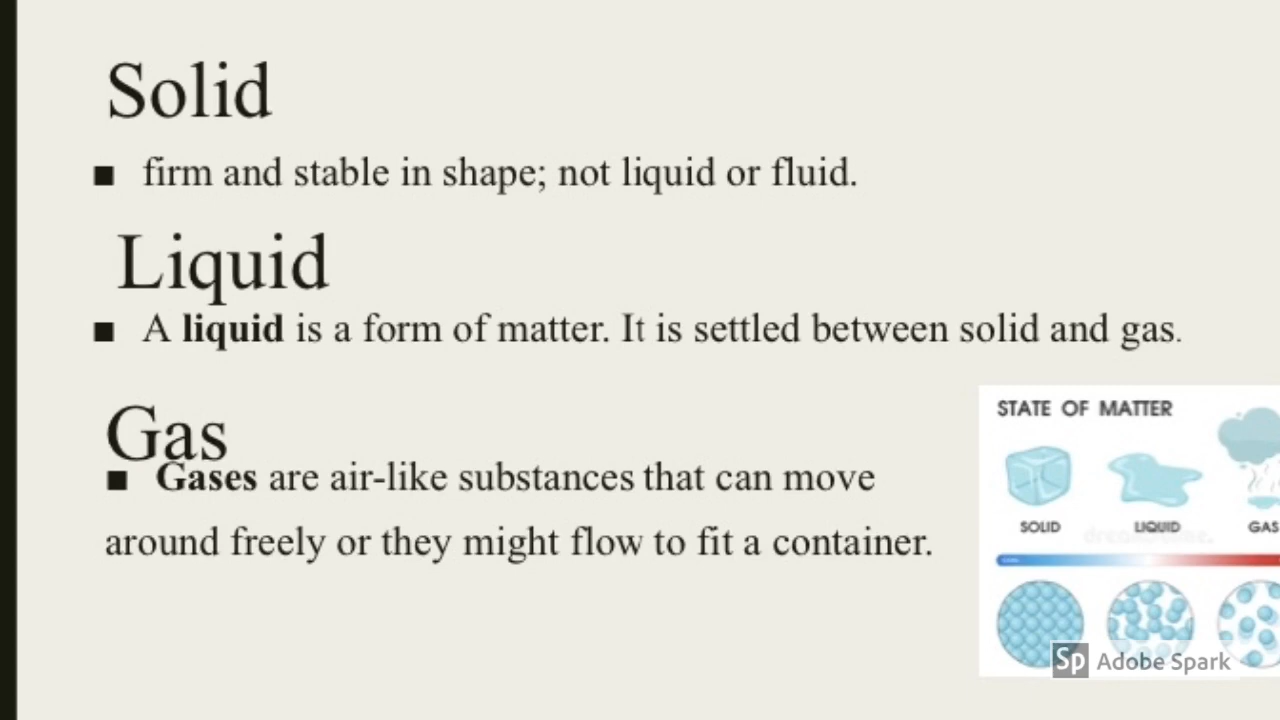 Solid
■ firm and stable in shape; not liquid or fluid.
Liquid
■ A liquid is a form of matter. It is settled between solid and gas.
Gas
■ Gases are air-like substances that can move
around freely or they might flow to fit a container.
STATE OF MATTER
SOLID LIQUID GAS
dreamstime.
Sp Adobe Spark